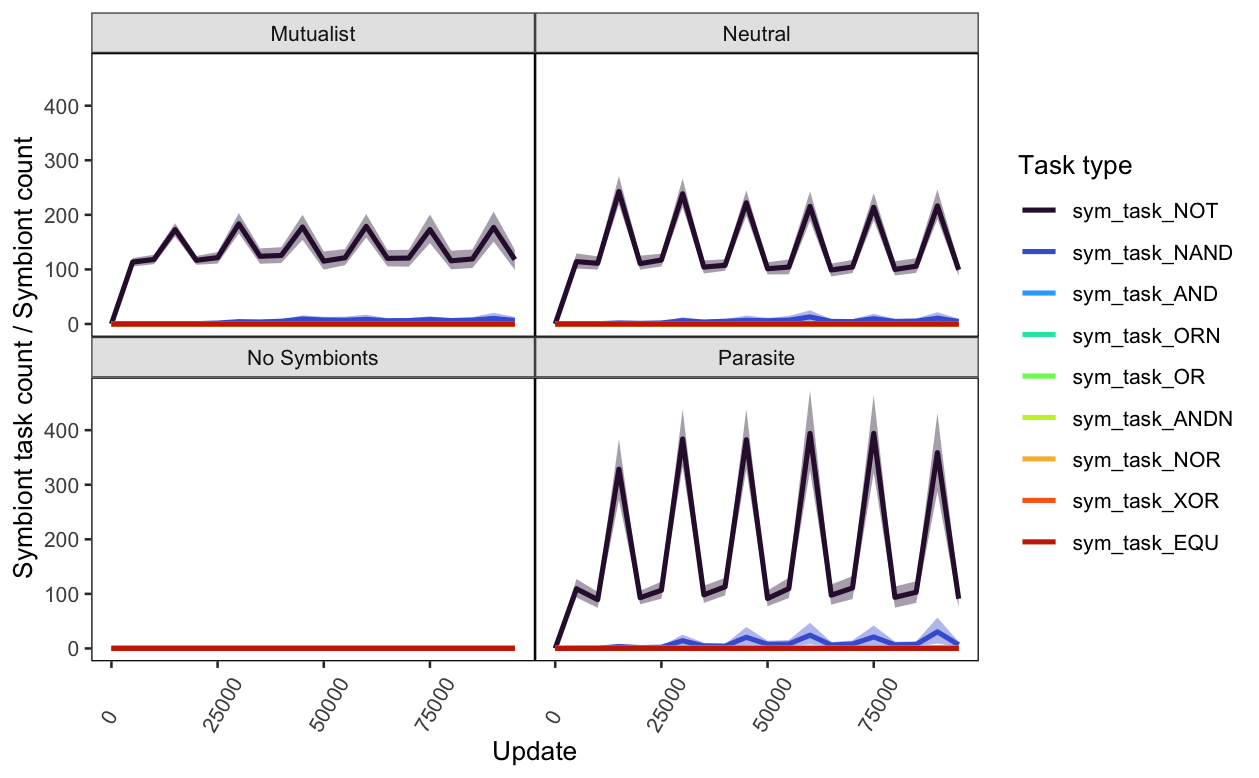 Mutualist
Neutral
400
300
200
100
0
No Symbionts
Parasite
400
300
200
100
0
0
25000
50000
75000
0
25000
50000
75000
Update
Symbiont task count / Symbiont count
Task type
sym_task_NOT
sym_task_NAND
sym_task_AND
sym_task_ORN
sym_task_OR
sym_task_ANDN
sym_task_NOR
sym_task_XOR
sym_task_EQU